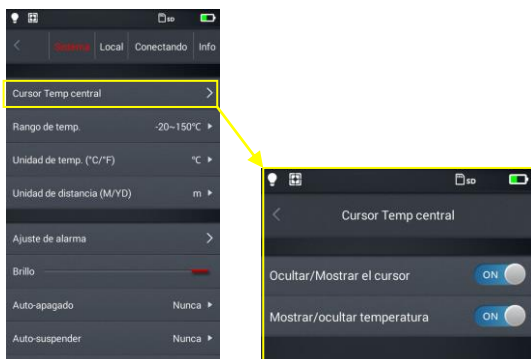 SD
Sistema Local Conectando Info
Cursor Temp central
Rango de temp. -20~150℃
Unidad de temp. (°C/°F) ℃
Unidad de distancia (M/YD) m
Ajuste de alarma
Brillo
Auto-apagado Nunca
Auto-suspender Nunca
SD
Cursor Temp central
Ocultar/Mostrar el cursor ON
Mostrar/ocultar temperatura ON